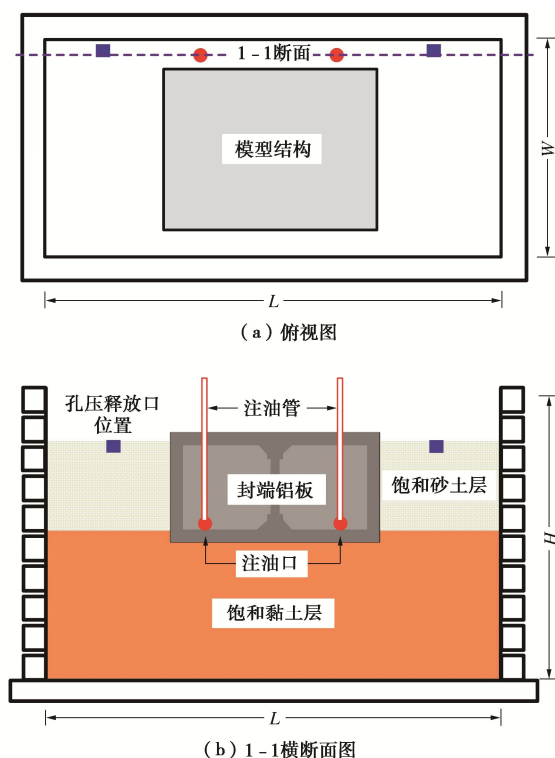 1-1断面
模型结构
W
L
(a)俯视图
孔压释放口
位置
注油管
封端铝板
饱和砂土层
注油口
饱和黏土层
H
L
(b)1-1横断面图